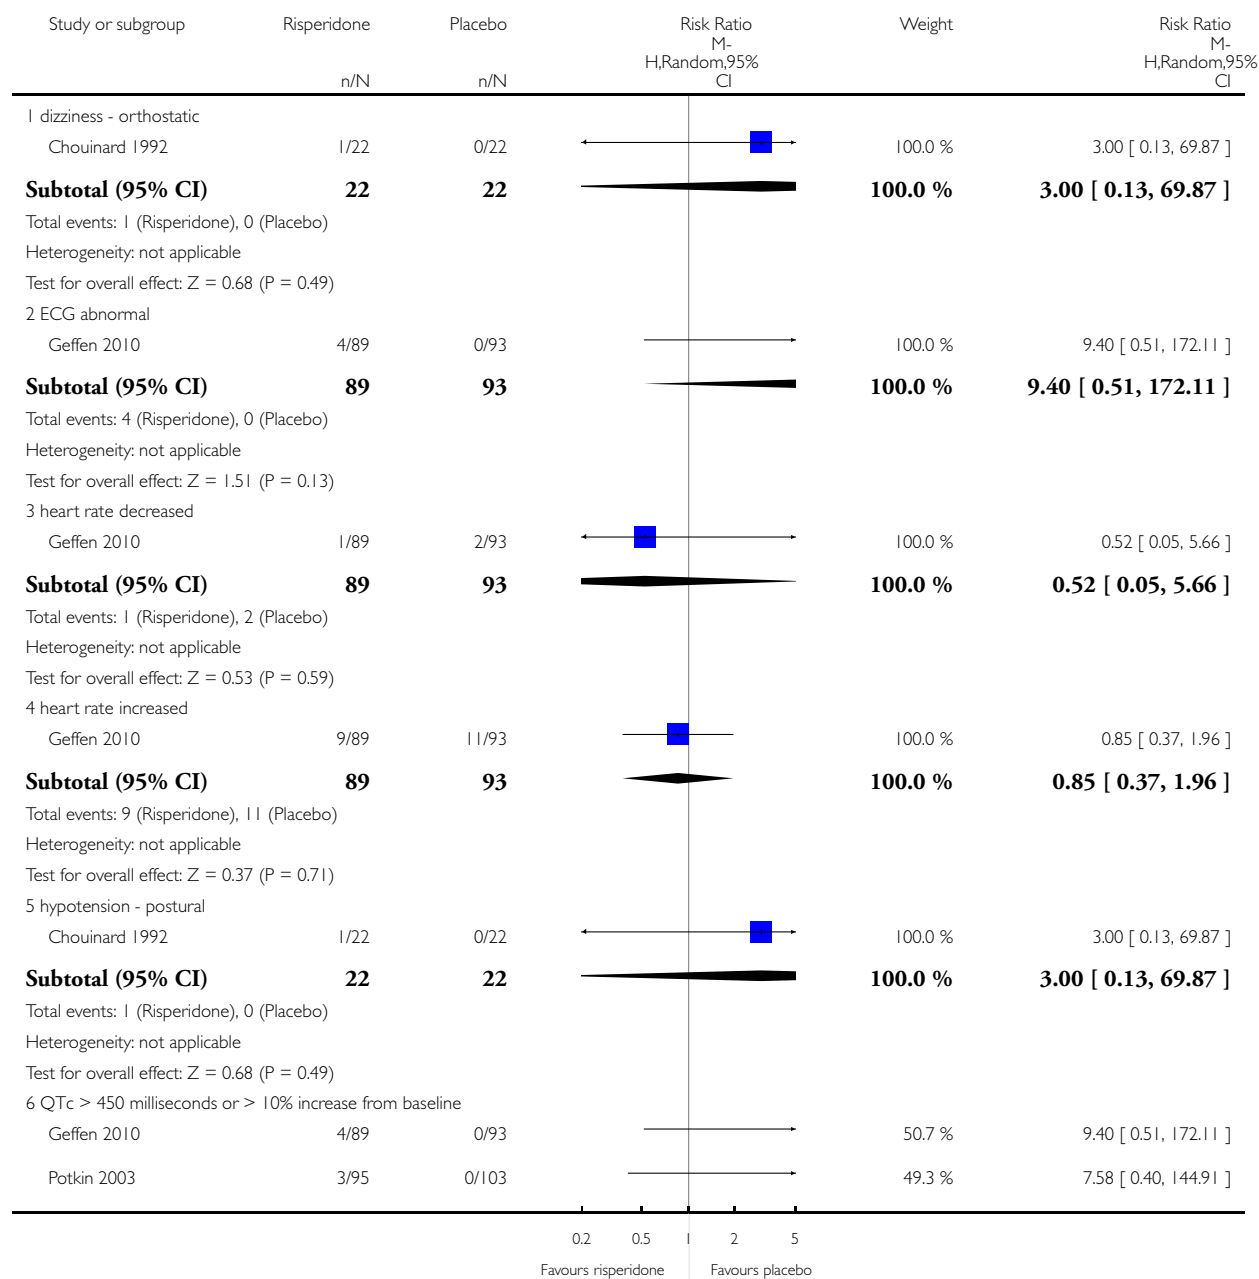 Study or subgroup Risperidone Placebo Risk Ratio Weight Risk Ratio
M- M-
H,Random,95% H,Random,95%
n/N n/N CI CI
1 dizziness - orthostatic
Chouinard 1992 1/22 0/22 100.0 % 3.00 [ 0.13, 69.87 ]
Subtotal (95% CI) 22 22 100.0 % 3.00 [ 0.13, 69.87 ]
Total events: 1 (Risperidone), 0 (Placebo)
Heterogeneity: not applicable
Test for overall effect: Z = 0.68 (P = 0.49)
2 ECG abnormal
Geffen 2010 4/89 0/93 100.0 % 9.40 [ 0.51, 172.11 ]
Subtotal (95% CI) 89 93 100.0 % 9.40 [ 0.51, 172.11 ]
Total events: 4 (Risperidone), 0 (Placebo)
Heterogeneity: not applicable
Test for overall effect: Z = 1.51 (P = 0.13)
3 heart rate decreased
Geffen 2010 1/89 2/93 100.0 % 0.52 [ 0.05, 5.66 ]
Subtotal (95% CI) 89 93 100.0 % 0.52 [ 0.05, 5.66 ]
Total events: 1 (Risperidone), 2 (Placebo)
Heterogeneity: not applicable
Test for overall effect: Z = 0.53 (P = 0.59)
4 heart rate increased
Geffen 2010 9/89 11/93 100.0 % 0.85 [ 0.37, 1.96 ]
Subtotal (95% CI) 89 93 100.0 % 0.85 [ 0.37, 1.96 ]
Total events: 9 (Risperidone), 11 (Placebo)
Heterogeneity: not applicable
Test for overall effect: Z = 0.37 (P = 0.71)
5 hypotension - postural
Chouinard 1992 1/22 0/22 100.0 % 3.00 [ 0.13, 69.87 ]
Subtotal (95% CI) 22 22 100.0 % 3.00 [ 0.13, 69.87 ]
Total events: 1 (Risperidone), 0 (Placebo)
Heterogeneity: not applicable
Test for overall effect: Z = 0.68 (P = 0.49)
6 QTc > 450 milliseconds or > 10% increase from baseline
Geffen 2010 4/89 0/93 50.7 % 9.40 [ 0.51, 172.11 ]
Potkin 2003 3/95 0/103 49.3 % 7.58 [ 0.40, 144.91 ]
0.2 0.5 1 2 5
Favours risperidone Favours placebo